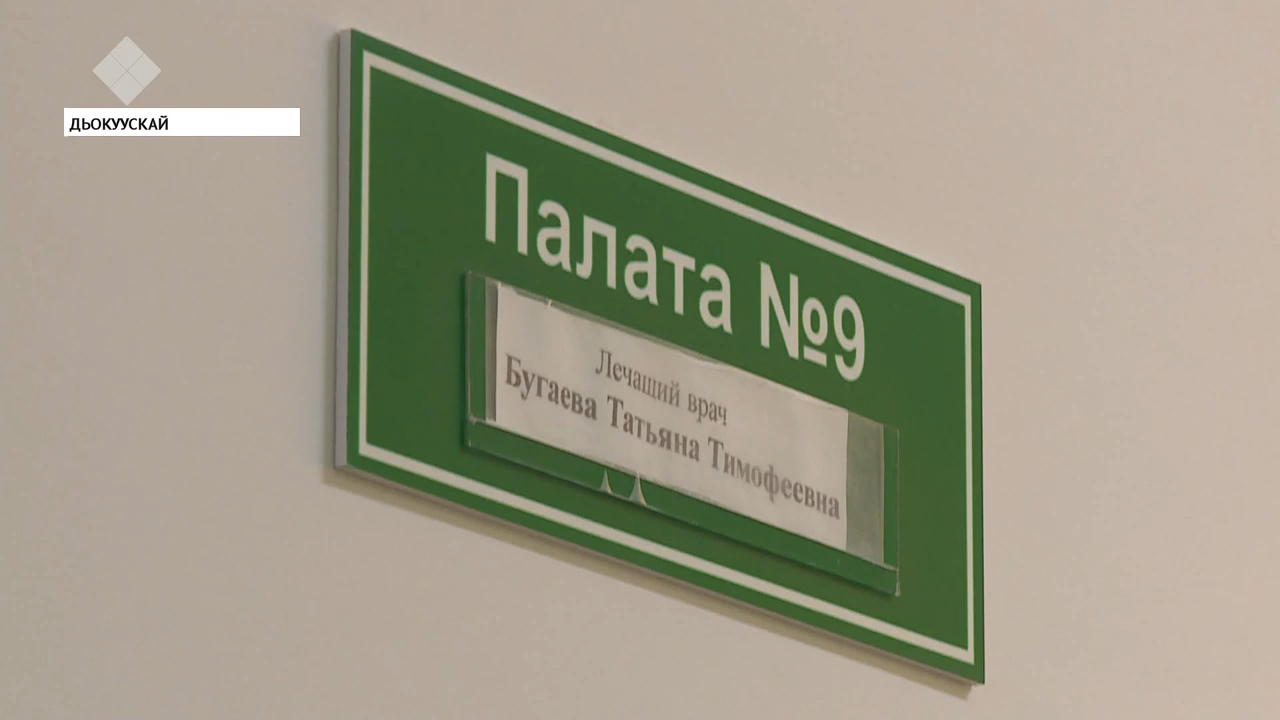 ДЬОКУУСКАЙ
Палата №9
Лечащий врач
Бугаева Татьяна Тимофеевна